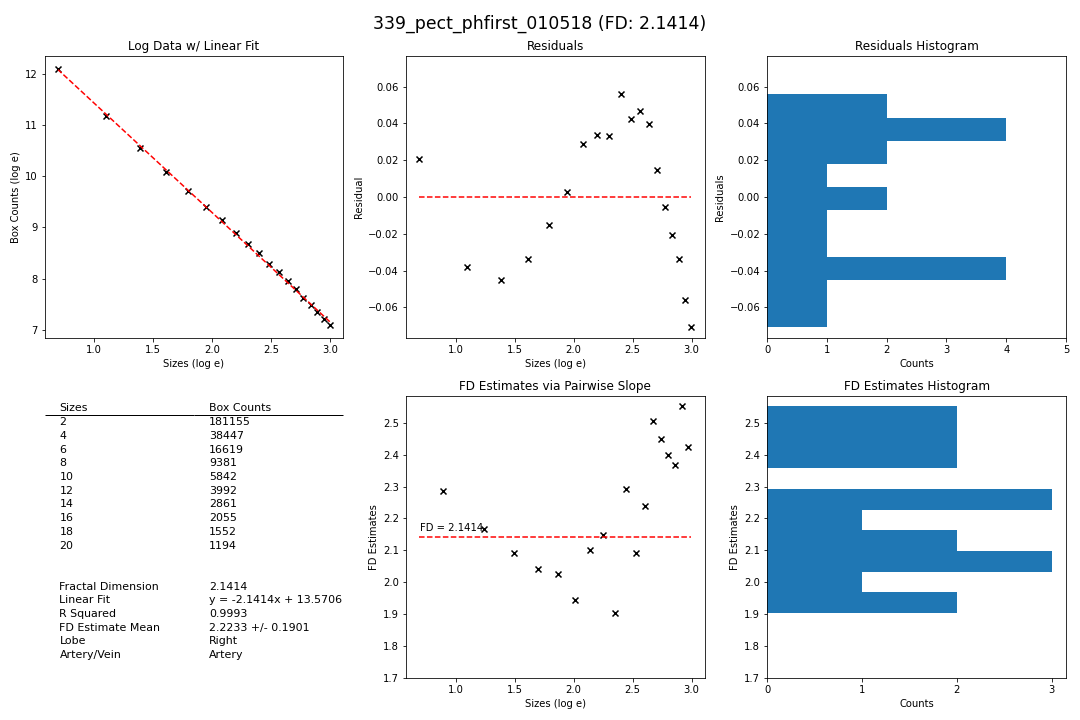 339_pect_phfirst_010518 (FD: 2.1414)
Log Data w/ Linear Fit
12
11
10
9
8
7
Box Counts (log e)
1.0 1.5 2.0 2.5 3.0
Sizes (log e)
Residuals
0.06
0.04
0.02
0.00
−0.02
−0.04
−0.06
Residual
1.0 1.5 2.0 2.5 3.0
Sizes (log e)
Residuals Histogram
0.06
0.04
0.02
0.00
−0.02
−0.04
−0.06
Residuals
0 1 2 3 4 5
Counts
Sizes Box Counts
2 181155
4 38447
6 16619
8 9381
10 5842
12 3992
14 2861
16 2055
18 1552
20 1194
Fractal Dimension 2.1414
Linear Fit y = -2.1414x + 13.5706
R Squared 0.9993
FD Estimate Mean 2.2233 +/- 0.1901
Lobe Right
Artery/Vein Artery
FD Estimates via Pairwise Slope
2.5
2.4
2.3
2.2
2.1
2.0
1.9
1.8
1.7
FD Estimates
FD = 2.1414
1.0 1.5 2.0 2.5 3.0
Sizes (log e)
FD Estimates Histogram
2.5
2.4
2.3
2.2
2.1
2.0
1.9
1.8
1.7
FD Estimates
0 1 2 3
Counts